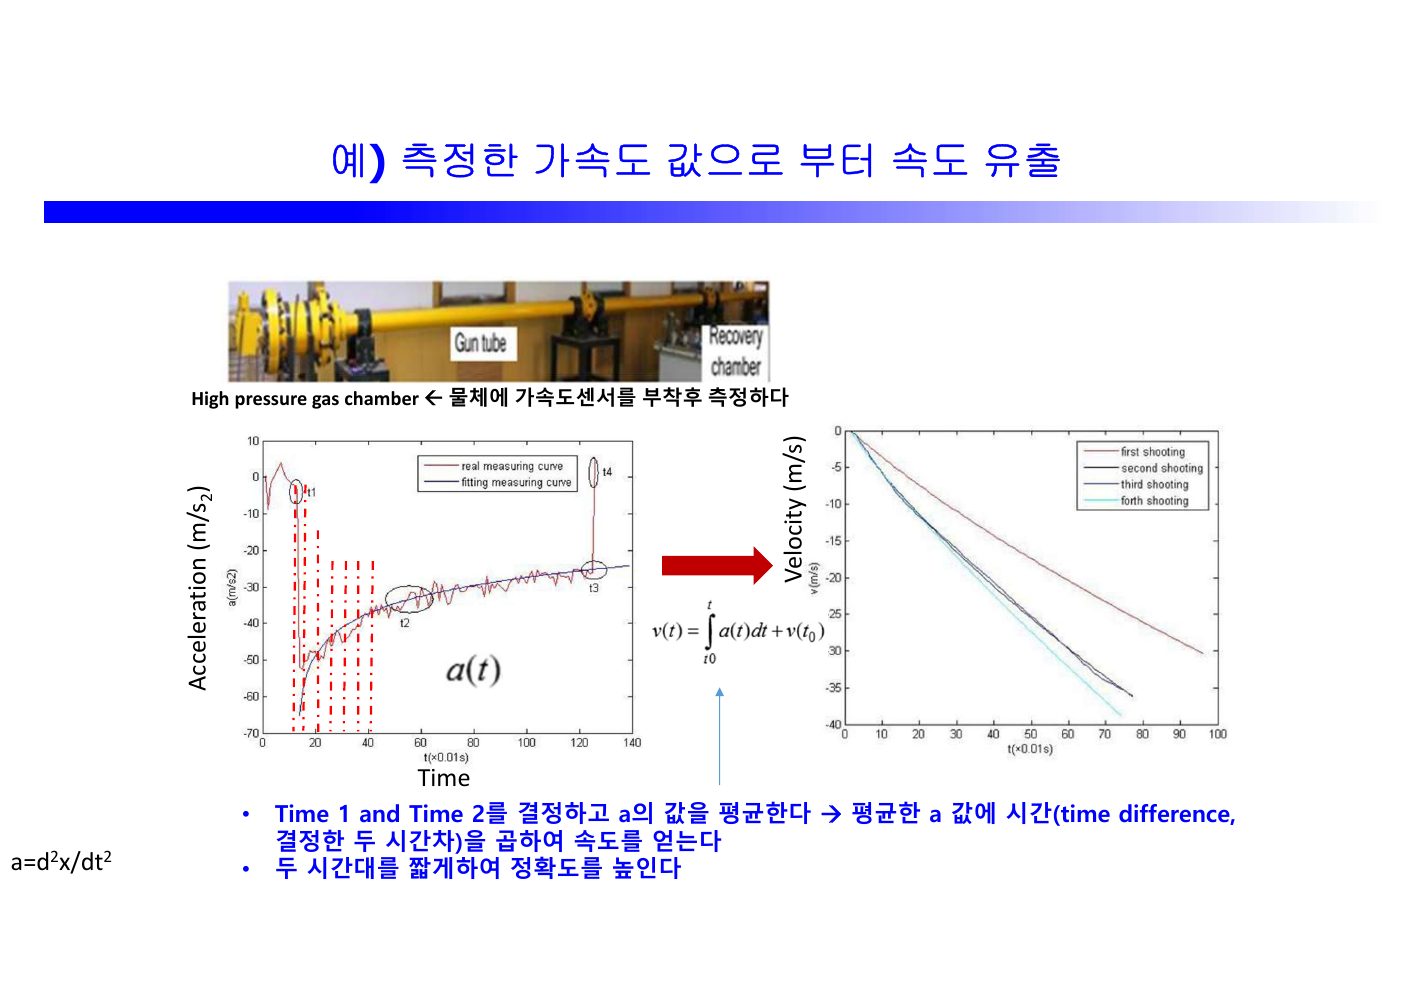 예) 측정한 가속도 값으로 부터 속도 유출
Gun tube
Recovery
chamber
High pressure gas chamber ← 물체에 가속도센서를 부착후 측정하다
Acceleration (m/s2)
a(m/s2)
10
0
-10
-20
-30
-40
-50
-60
-70
real measuring curve
fitting measuring curve
t1
t2
t3
t4
a(t)
0 20 40 60 80 100 120 140
t(×0.01s)
Time
v(t) = ∫ t0 t a(t)dt + v(t0)
Velocity (m/s)
v(m/s)
0
-5
-10
-15
-20
25
30
-35
-40
first shooting
second shooting
third shooting
forth shooting
0 10 20 30 40 50 60 70 80 90 100
t(×0.01s)
• Time 1 and Time 2를 결정하고 a의 값을 평균한다 → 평균한 a 값에 시간(time difference,
결정한 두 시간차)을 곱하여 속도를 얻는다
• 두 시간대를 짧게하여 정확도를 높인다
a=d2x/dt2